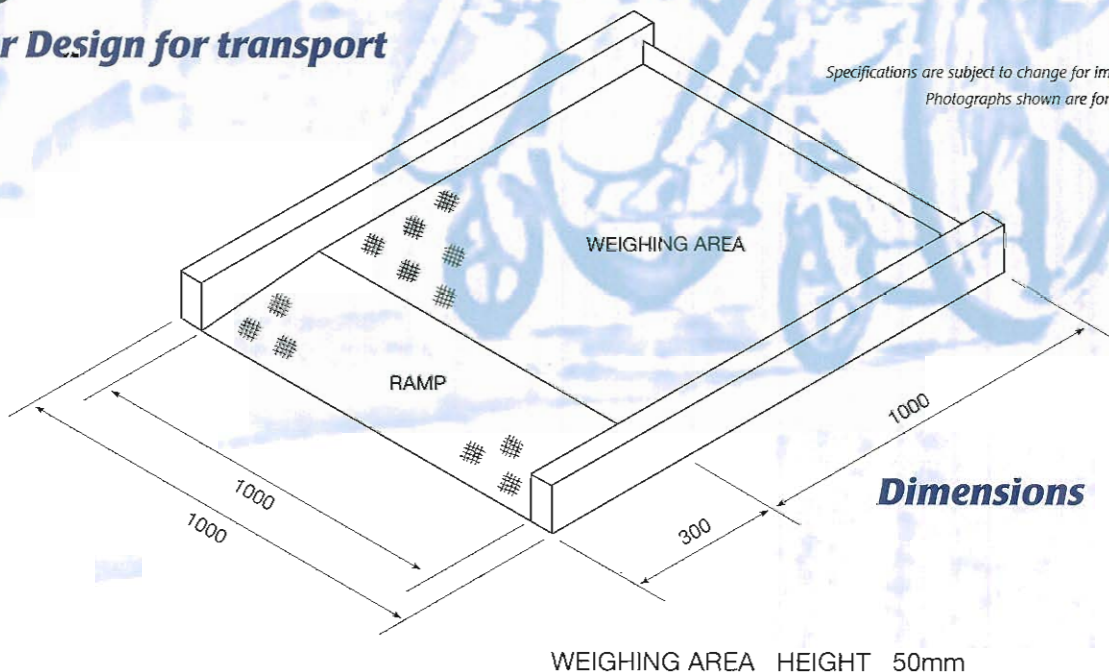 r Design for transport
Specifications are subject to change for im
Photographs shown are for
WEIGHING AREA
RAMP
1000
1000
1000
300
Dimensions
WEIGHING AREA HEIGHT 50mm